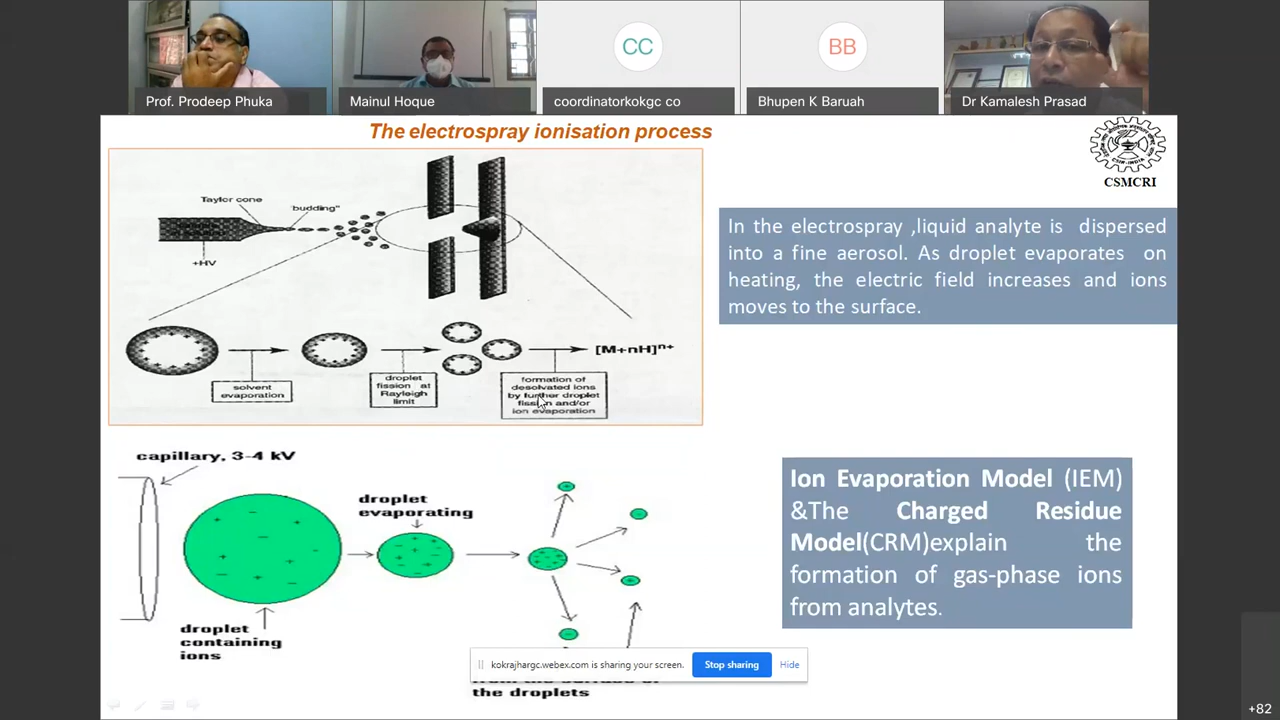 CC
BB
Prof. Prodeep Phuka
Mainul Hoque
coordinatorkokgc co
Bhupen K Baruah
Dr Kamalesh Prasad
The electrospray ionisation process
CSMCRI
Taylor cone
"budding"
+HV
[M+nH]n+
solvent
evaporation
droplet
fission at
Rayleigh
limit
formation of
desolvated ions
by further droplet
fission and/or
ion evaporation
In the electrospray ,liquid analyte is dispersed
into a fine aerosol. As droplet evaporates on
heating, the electric field increases and ions
moves to the surface.
capillary, 3-4 kV
droplet
evaporating
droplet
containing
ions
the droplets
Ion Evaporation Model (IEM)
&The Charged Residue
Model(CRM)explain the
formation of gas-phase ions
from analytes.
kokrajhargc.webex.com is sharing your screen.
Stop sharing
Hide
+82